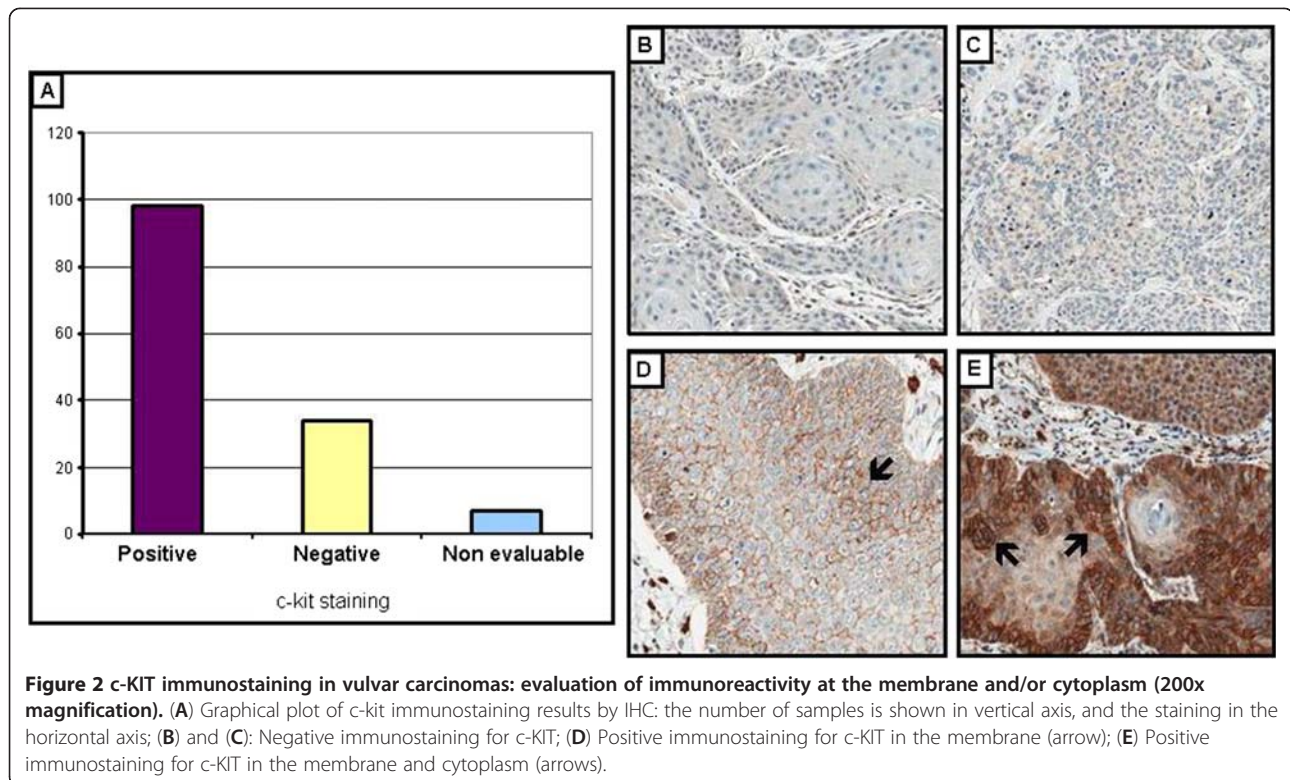 A
120
100
80
60
40
20
0
Positive Negative Non evaluable
c-kit staining
B
C
D
E
Figure 2 c-KIT immunostaining in vulvar carcinomas: evaluation of immunoreactivity at the membrane and/or cytoplasm (200x
magnification). (A) Graphical plot of c-kit immunostaining results by IHC: the number of samples is shown in vertical axis, and the staining in the
horizontal axis; (B) and (C): Negative immunostaining for c-KIT; (D) Positive immunostaining for c-KIT in the membrane (arrow); (E) Positive
immunostaining for c-KIT in the membrane and cytoplasm (arrows).